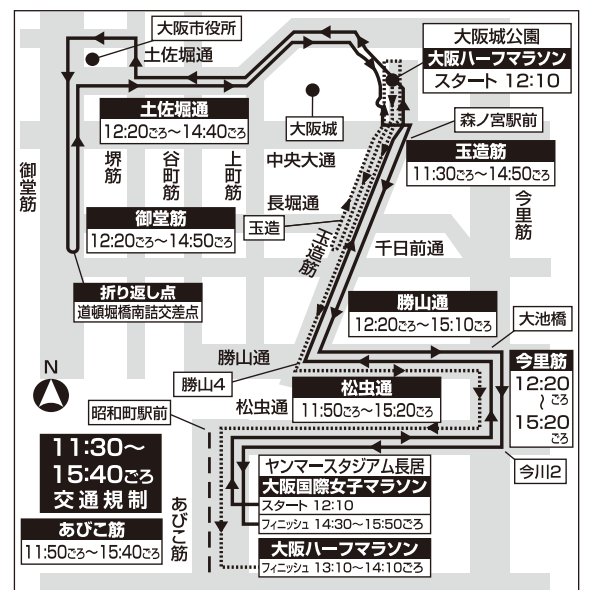 大阪市役所
土佐堀通
大阪城公園
大阪ハーフマラソン
スタート 12:10
土佐堀通
12:20ごろ〜14:40ごろ
大阪城
森ノ宮駅前
玉造筋
11:30ごろ〜14:50ごろ
御堂筋
堺筋
谷町筋
上町筋
中央大通
長堀通
玉造
玉造筋
今里筋
御堂筋
12:20ごろ〜14:50ごろ
千日前通
折り返し点
道頓堀橋南詰交差点
勝山通
12:20ごろ〜15:10ごろ
大池橋
勝山通
勝山4
松虫通
11:50ごろ〜15:20ごろ
今里筋
12:20
〜ごろ
15:20
ごろ
N
松虫通
昭和町駅前
11:30〜
15:40ごろ
交通規制
あびこ筋
11:50ごろ〜15:40ごろ
あびこ筋
ヤンマースタジアム長居
大阪国際女子マラソン
スタート 12:10
フィニッシュ 14:30〜15:50ごろ
今川2
大阪ハーフマラソン
フィニッシュ 13:10〜14:10ごろ